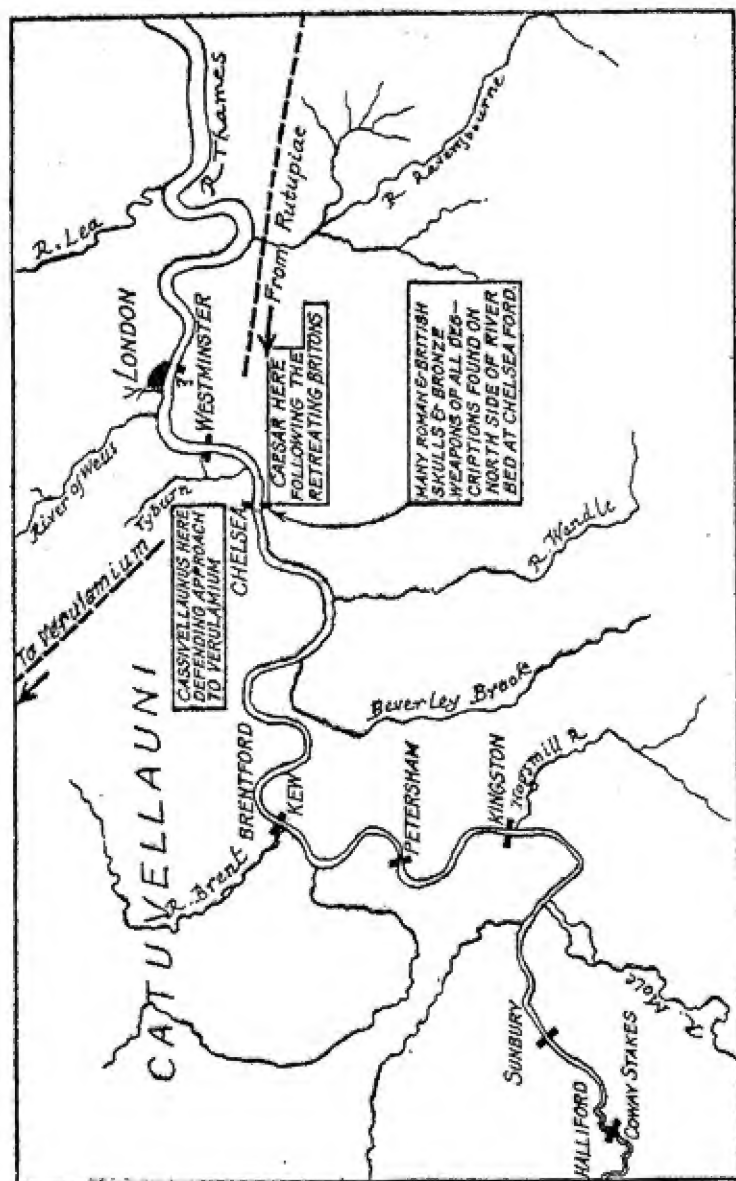 To Verulamium
CATUVELLAUNI
R. Brent
River of Wells
Tyburn
R. Lea
R. Thames
LONDON
?
WESTMINSTER
CHELSEA
CASSIVELLAUNUS HERE
DEFENDING APPROACH
TO VERULAMIUM
BRENTFORD
KEW
From Rutupiae
CAESAR HERE
FOLLOWING THE
RETREATING BRITONS
MANY ROMAN & BRITISH
SKULLS & BRONZE
WEAPONS OF ALL DES-
CRIPTIONS FOUND ON
NORTH SIDE OF RIVER
BED AT CHELSEA FORD.
R. Ravensbourne
R. Wandle
Beverley Brook
PETERSHAM
KINGSTON
Hogsmill R
SUNBURY
HALLIFORD
COWAY STAKES
R. Mole